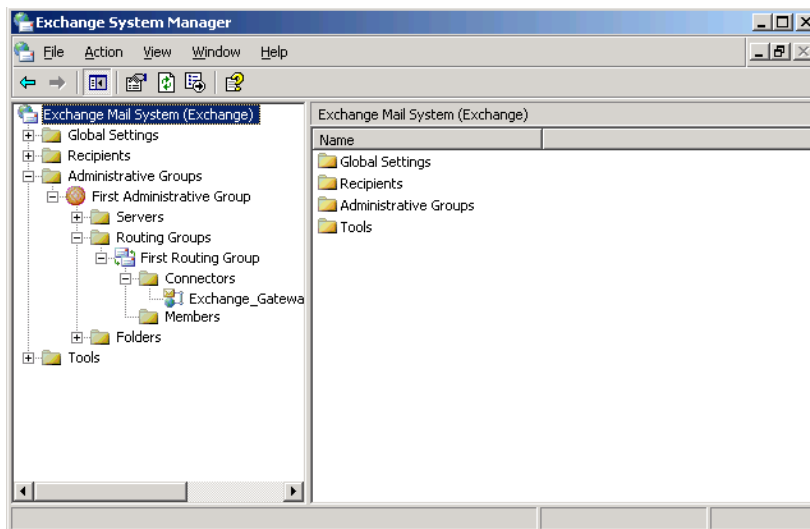 Exchange System Manager
File Action View Window Help
Exchange Mail System (Exchange)
Global Settings
Recipients
Administrative Groups
First Administrative Group
Servers
Routing Groups
First Routing Group
Connectors
Exchange_Gatewa
Members
Folders
Tools
Exchange Mail System (Exchange)
Name
Global Settings
Recipients
Administrative Groups
Tools